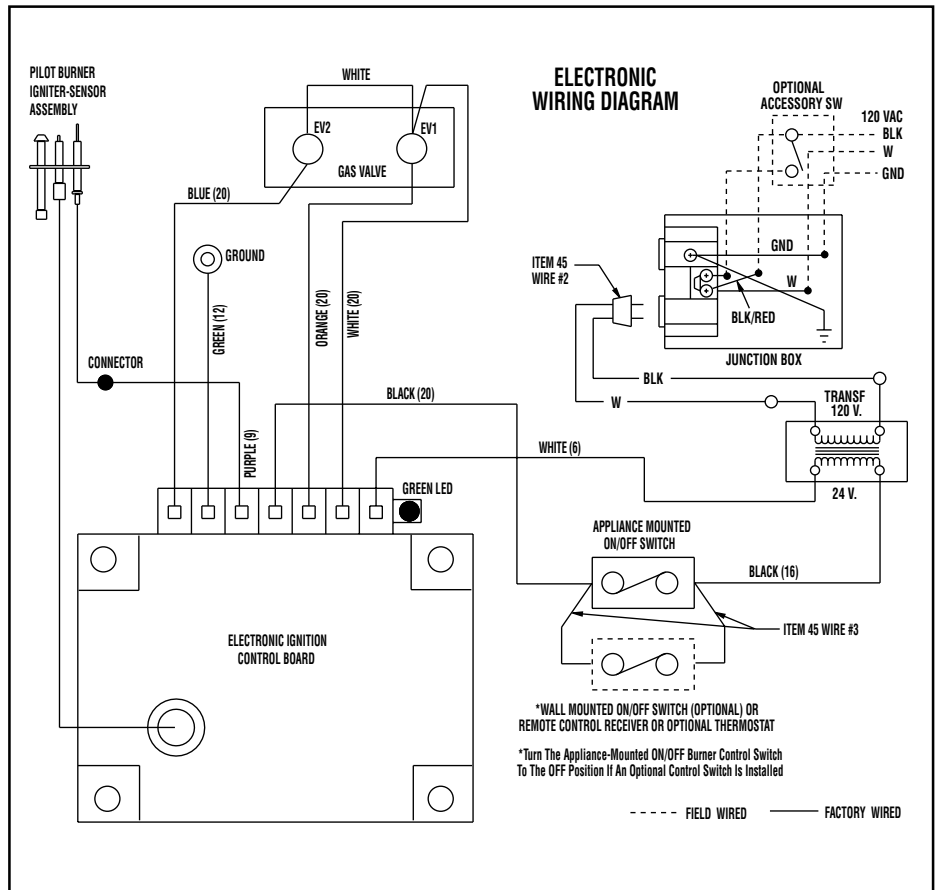 ELECTRONIC
WIRING DIAGRAM
PILOT BURNER
IGNITER-SENSOR
ASSEMBLY
WHITE
EV2
EV1
GAS VALVE
BLUE (20)
GROUND
GREEN (12)
ORANGE (20)
WHITE (20)
CONNECTOR
PURPLE (9)
BLACK (20)
WHITE (6)
GREEN LED
ELECTRONIC IGNITION
CONTROL BOARD
OPTIONAL
ACCESSORY SW
120 VAC
BLK
W
GND
ITEM 45
WIRE #2
GND
W
BLK/RED
JUNCTION BOX
BLK
W
TRANSF
120 V.
24 V.
APPLIANCE MOUNTED
ON/OFF SWITCH
BLACK (16)
ITEM 45 WIRE #3
*WALL MOUNTED ON/OFF SWITCH (OPTIONAL) OR
REMOTE CONTROL RECEIVER OR OPTIONAL THERMOSTAT
*Turn The Appliance-Mounted ON/OFF Burner Control Switch
To The OFF Position If An Optional Control Switch Is Installed
FIELD WIRED
FACTORY WIRED